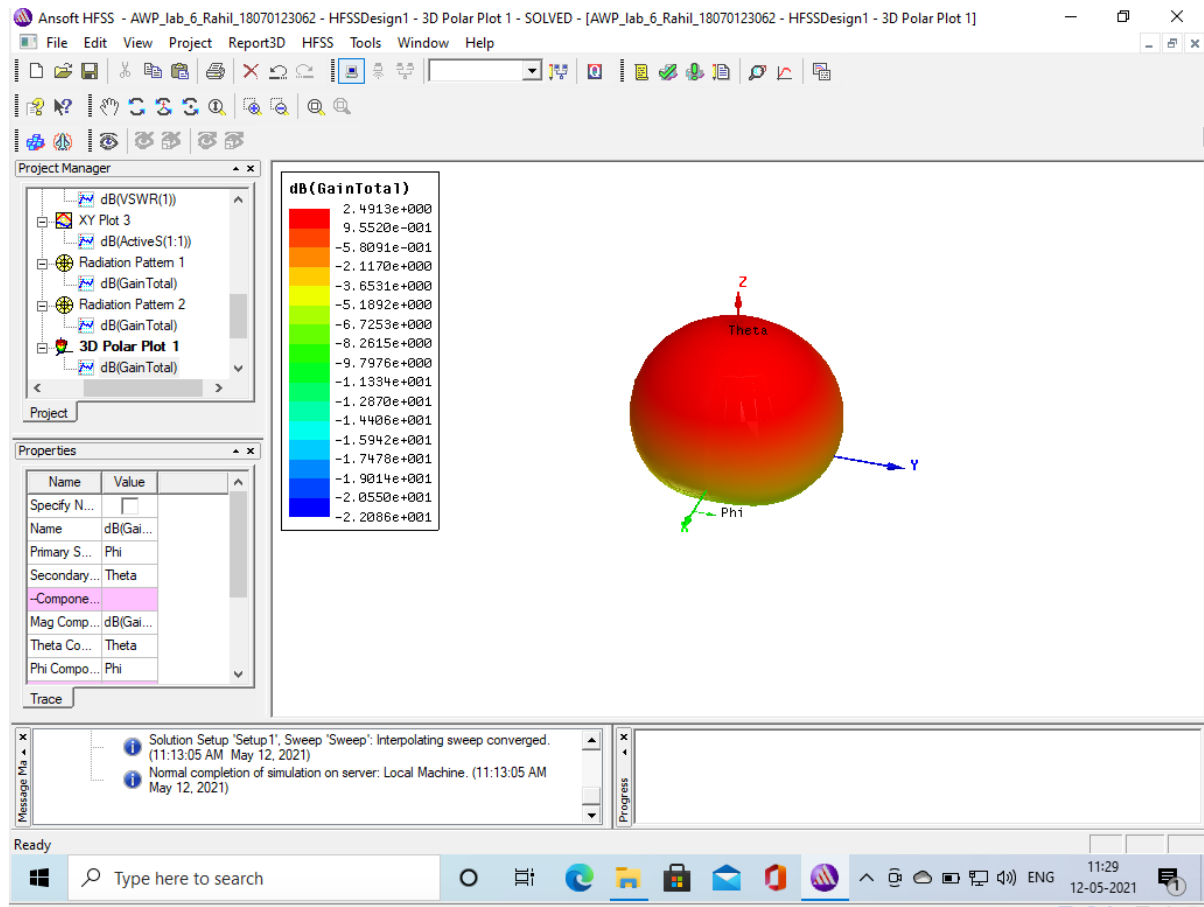 Ansoft HFSS - AWP_lab_6_Rahil_18070123062 - HFSSDesign1 - 3D Polar Plot 1 - SOLVED - [AWP_lab_6_Rahil_18070123062 - HFSSDesign1 - 3D Polar Plot 1]
File Edit View Project Report3D HFSS Tools Window Help
Project Manager
dB(VSWR(1))
XY Plot 3
dB(ActiveS(1:1))
Radiation Pattern 1
dB(GainTotal)
Radiation Pattern 2
dB(GainTotal)
3D Polar Plot 1
dB(GainTotal)
Project
Properties
Name Value
Specify N...
Name dB(Gai...
Primary S... Phi
Secondary... Theta
--Compone...
Mag Comp... dB(Gai...
Theta Co... Theta
Phi Compo... Phi
Trace
dB(GainTotal)
2.4913e+000
9.5520e-001
-5.8091e-001
-2.1170e+000
-3.6531e+000
-5.1892e+000
-6.7253e+000
-8.2615e+000
-9.7976e+000
-1.1334e+001
-1.2870e+001
-1.4406e+001
-1.5942e+001
-1.7478e+001
-1.9014e+001
-2.0550e+001
-2.2086e+001
Z
Theta
Y
Phi
X
Message Ma
Solution Setup 'Setup1', Sweep 'Sweep': Interpolating sweep converged.
(11:13:05 AM May 12, 2021)
Normal completion of simulation on server: Local Machine. (11:13:05 AM
May 12, 2021)
Progress
Ready
Type here to search
ENG
11:29
12-05-2021
1